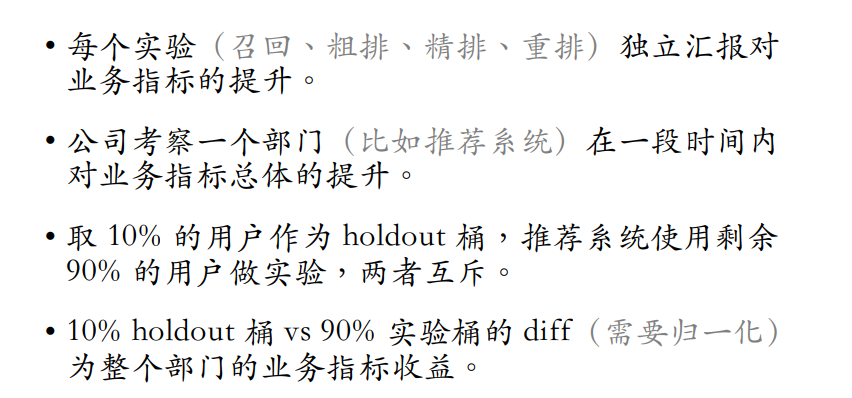 • 每个实验（召回、粗排、精排、重排）独立汇报对
业务指标的提升。
• 公司考察一个部门（比如推荐系统）在一段时间内
对业务指标总体的提升。
• 取 10% 的用户作为 holdout 桶，推荐系统使用剩余
90% 的用户做实验，两者互斥。
• 10% holdout 桶 vs 90% 实验桶的 diff（需要归一化）
为整个部门的业务指标收益。